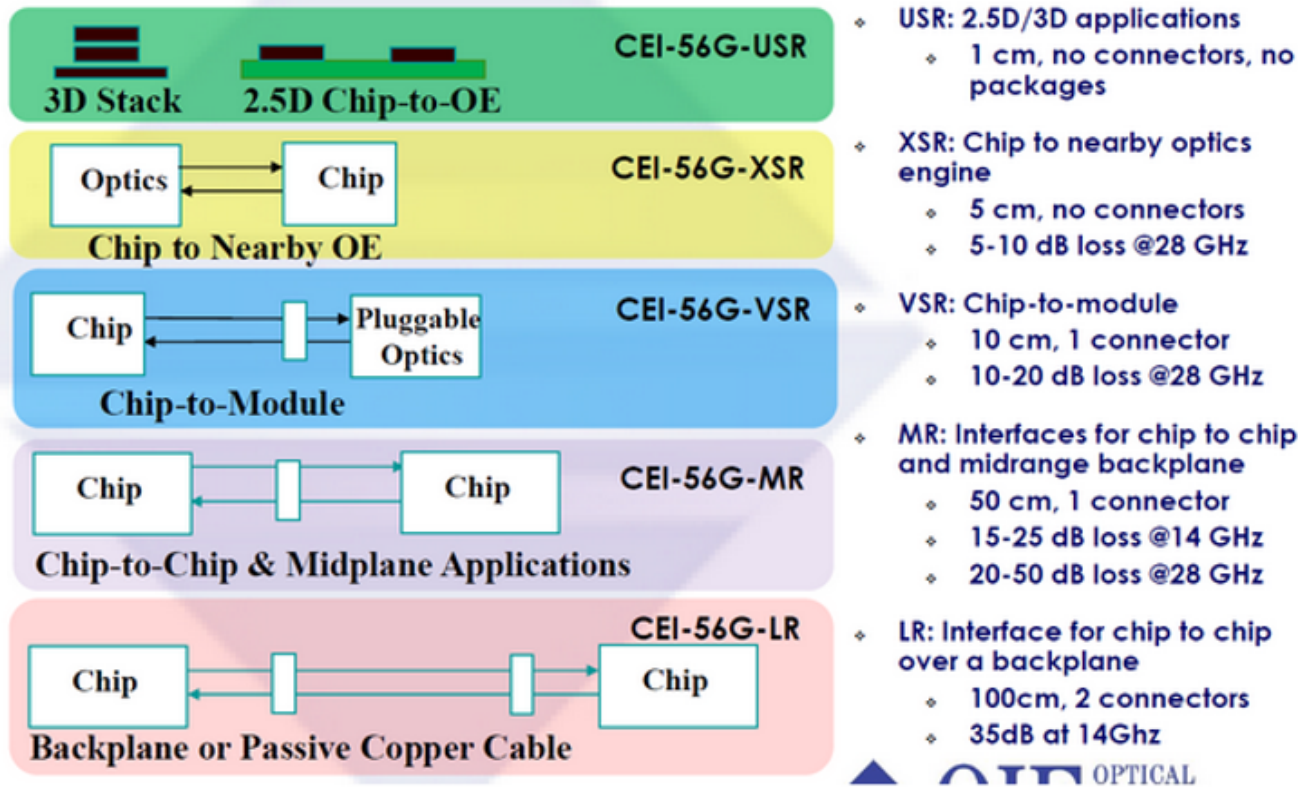 CEI-56G-USR
3D Stack
2.5D Chip-to-OE
USR: 2.5D/3D applications
1 cm, no connectors, no
packages
Optics
Chip
CEI-56G-XSR
Chip to Nearby OE
XSR: Chip to nearby optics
engine
5 cm, no connectors
5-10 dB loss @28 GHz
Chip
Pluggable
Optics
CEI-56G-VSR
Chip-to-Module
VSR: Chip-to-module
10 cm, 1 connector
10-20 dB loss @28 GHz
Chip
Chip
CEI-56G-MR
Chip-to-Chip & Midplane Applications
MR: Interfaces for chip to chip
and midrange backplane
50 cm, 1 connector
15-25 dB loss @14 GHz
20-50 dB loss @28 GHz
CEI-56G-LR
Chip
Chip
Backplane or Passive Copper Cable
LR: Interface for chip to chip
over a backplane
100cm, 2 connectors
35dB at 14Ghz
OPTICAL